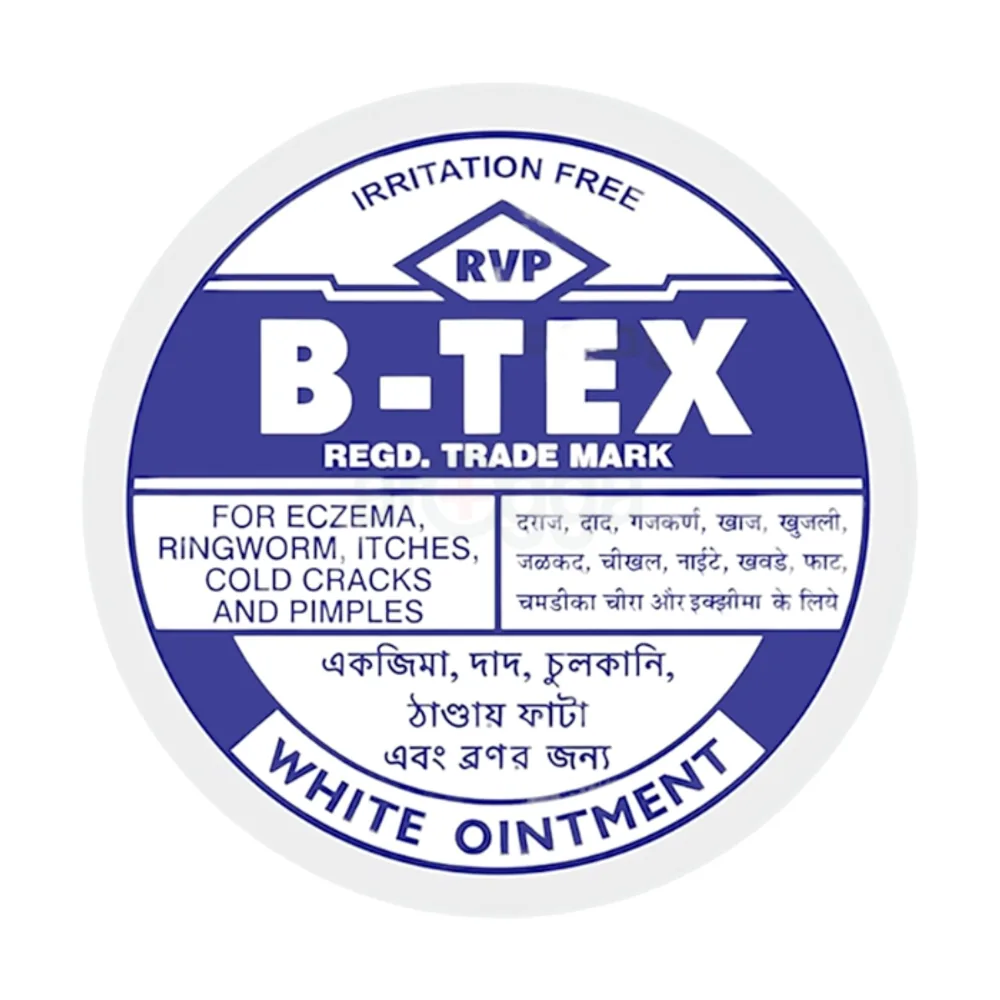 IRRITATION FREE
RVP
B-TEX
REGD. TRADE MARK
FOR ECZEMA,
RINGWORM, ITCHES,
COLD CRACKS
AND PIMPLES
दराज, दाद, गजकर्ण, खाज, खुजली,
जळकद, चीखल, नाईटे, खवडे, फाट,
चमडीका चीरा और इक्झीमा के लिये
একজিমা, দাদ, চুলকানি,
ঠাণ্ডায় ফাটা
এবং ব্রণর জন্য
WHITE OINTMENT